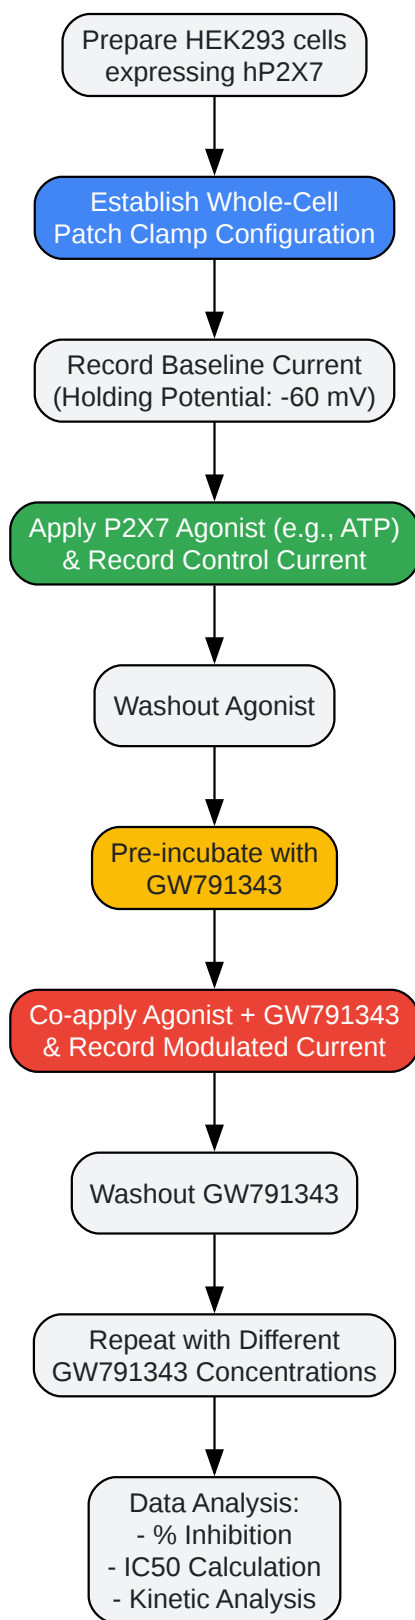 Prepare HEK293 cells
expressing hP2X7
Establish Whole-Cell
Patch Clamp Configuration
Record Baseline Current
(Holding Potential: -60 mV)
Apply P2X7 Agonist (e.g., ATP)
& Record Control Current
Washout Agonist
Pre-incubate with
GW791343
Co-apply Agonist + GW791343
& Record Modulated Current
Washout GW791343
Repeat with Different
GW791343 Concentrations
Data Analysis:
- % Inhibition
- IC50 Calculation
- Kinetic Analysis